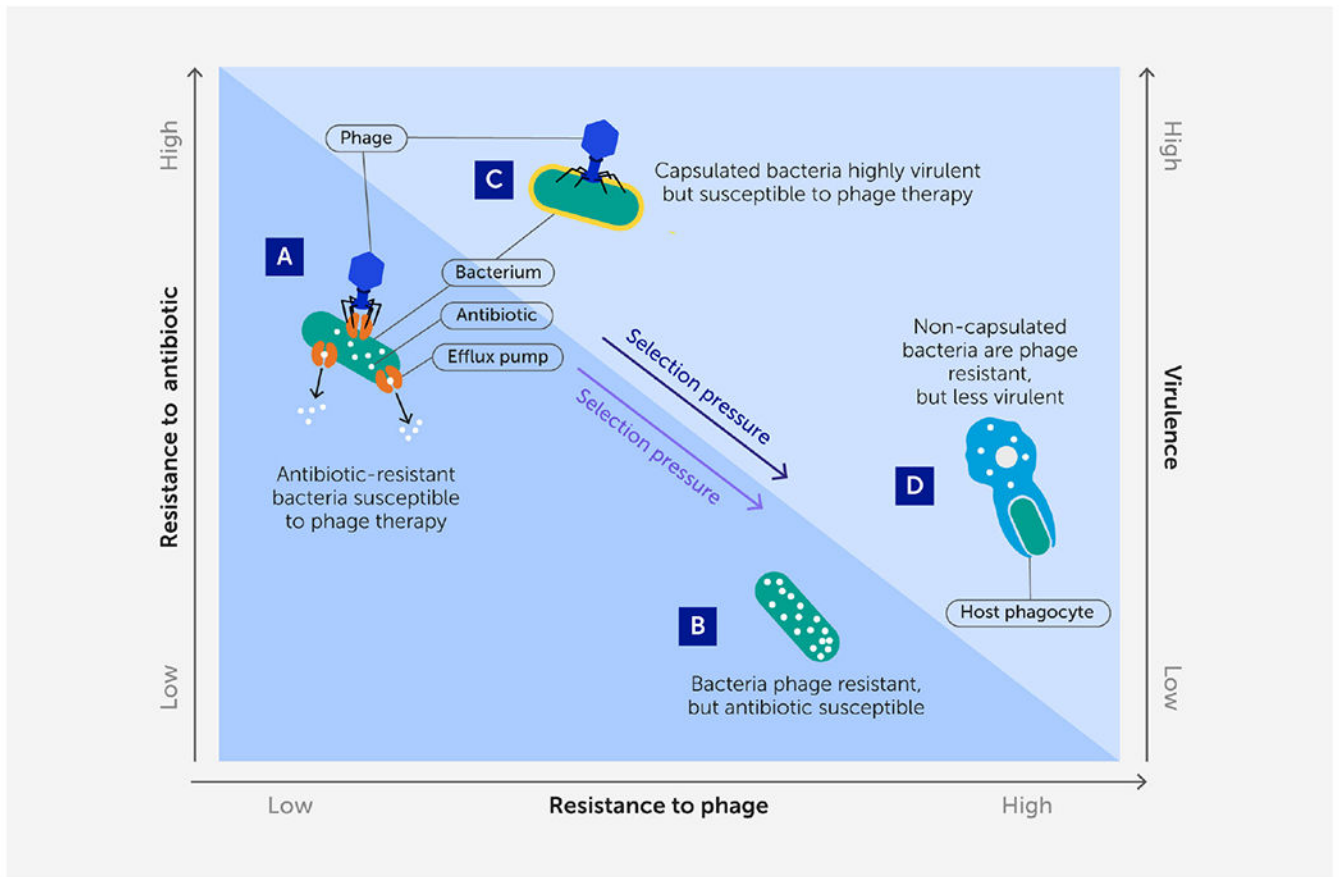 High
Resistance to antibiotic
Low
Phage
C
Capsulated bacteria highly virulent
but susceptible to phage therapy
A
Bacterium
Antibiotic
Efflux pump
Antibiotic-resistant
bacteria susceptible
to phage therapy
Selection pressure
Selection pressure
Non-capsulated
bacteria are phage
resistant,
but less virulent
D
Host phagocyte
B
Bacteria phage resistant,
but antibiotic susceptible
High
Virulence
Low
Low
Resistance to phage
High